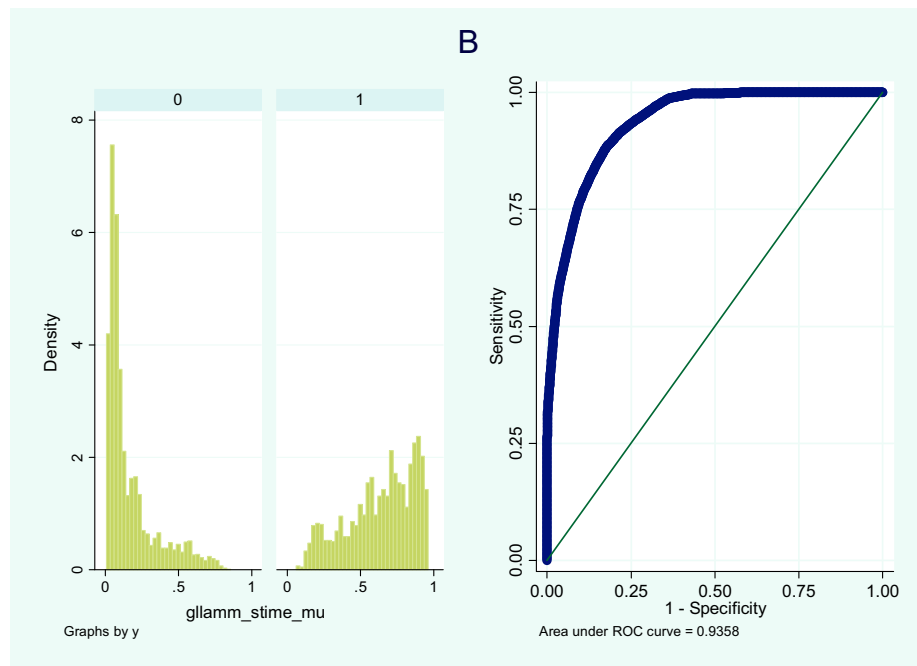 B
0 1
Density
8
6
4
2
0
0 .5 1 0 .5 1
gllamm_stime_mu
Graphs by y
Sensitivity
1.00
0.75
0.50
0.25
0.00
0.00 0.25 0.50 0.75 1.00
1 - Specificity
Area under ROC curve = 0.9358